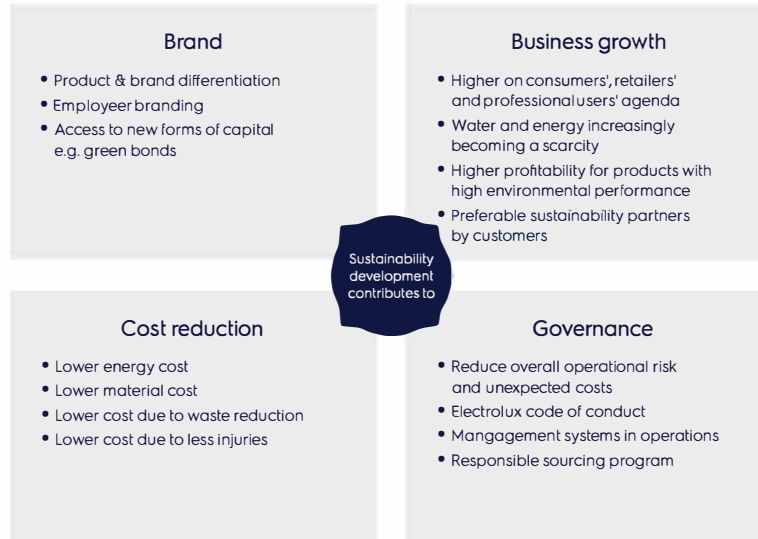 Brand
• Product & brand differentiation
• Employeer branding
• Access to new forms of capital
e.g. green bonds
Business growth
• Higher on consumers', retailers'
and professional users' agenda
• Water and energy increasingly
becoming a scarcity
• Higher profitability for products with
high environmental performance
• Preferable sustainability partners
by customers
Sustainability
development
contributes to
Cost reduction
• Lower energy cost
• Lower material cost
• Lower cost due to waste reduction
• Lower cost due to less injuries
Governance
• Reduce overall operational risk
and unexpected costs
• Electrolux code of conduct
• Mangagement systems in operations
• Responsible sourcing program